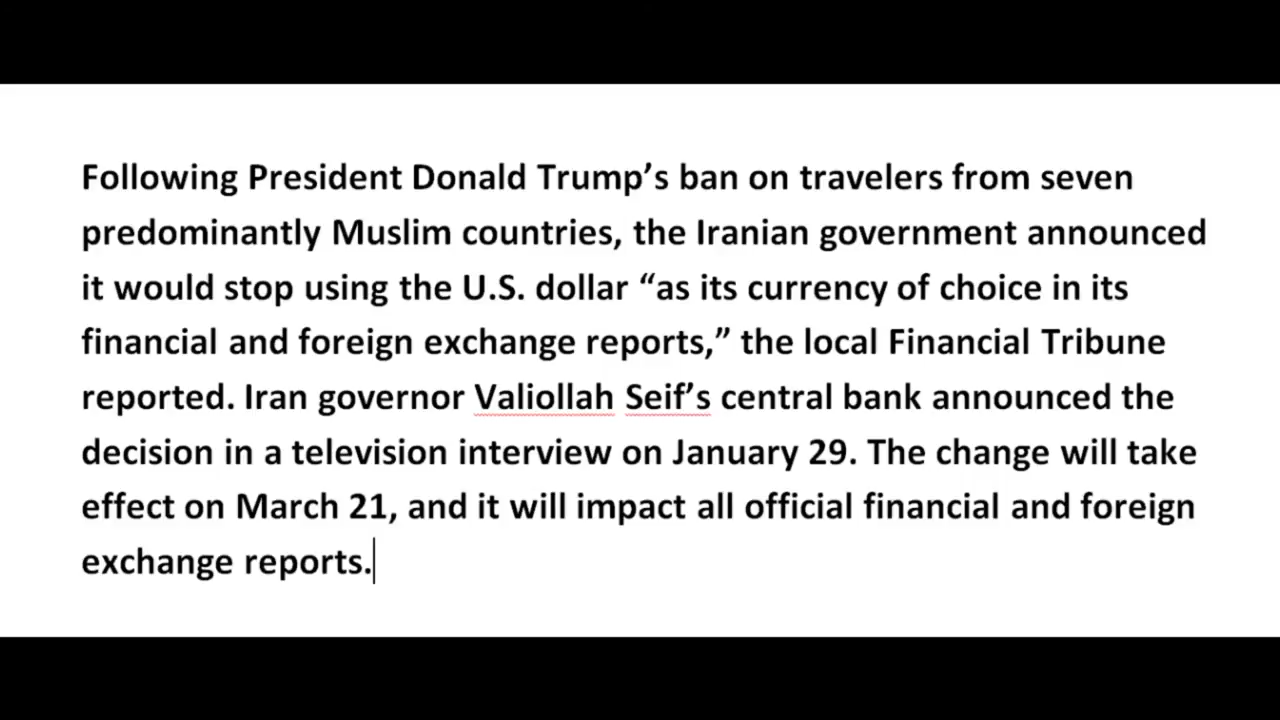 Following President Donald Trump’s ban on travelers from seven
predominantly Muslim countries, the Iranian government announced
it would stop using the U.S. dollar “as its currency of choice in its
financial and foreign exchange reports,” the local Financial Tribune
reported. Iran governor Valiollah Seif’s central bank announced the
decision in a television interview on January 29. The change will take
effect on March 21, and it will impact all official financial and foreign
exchange reports.